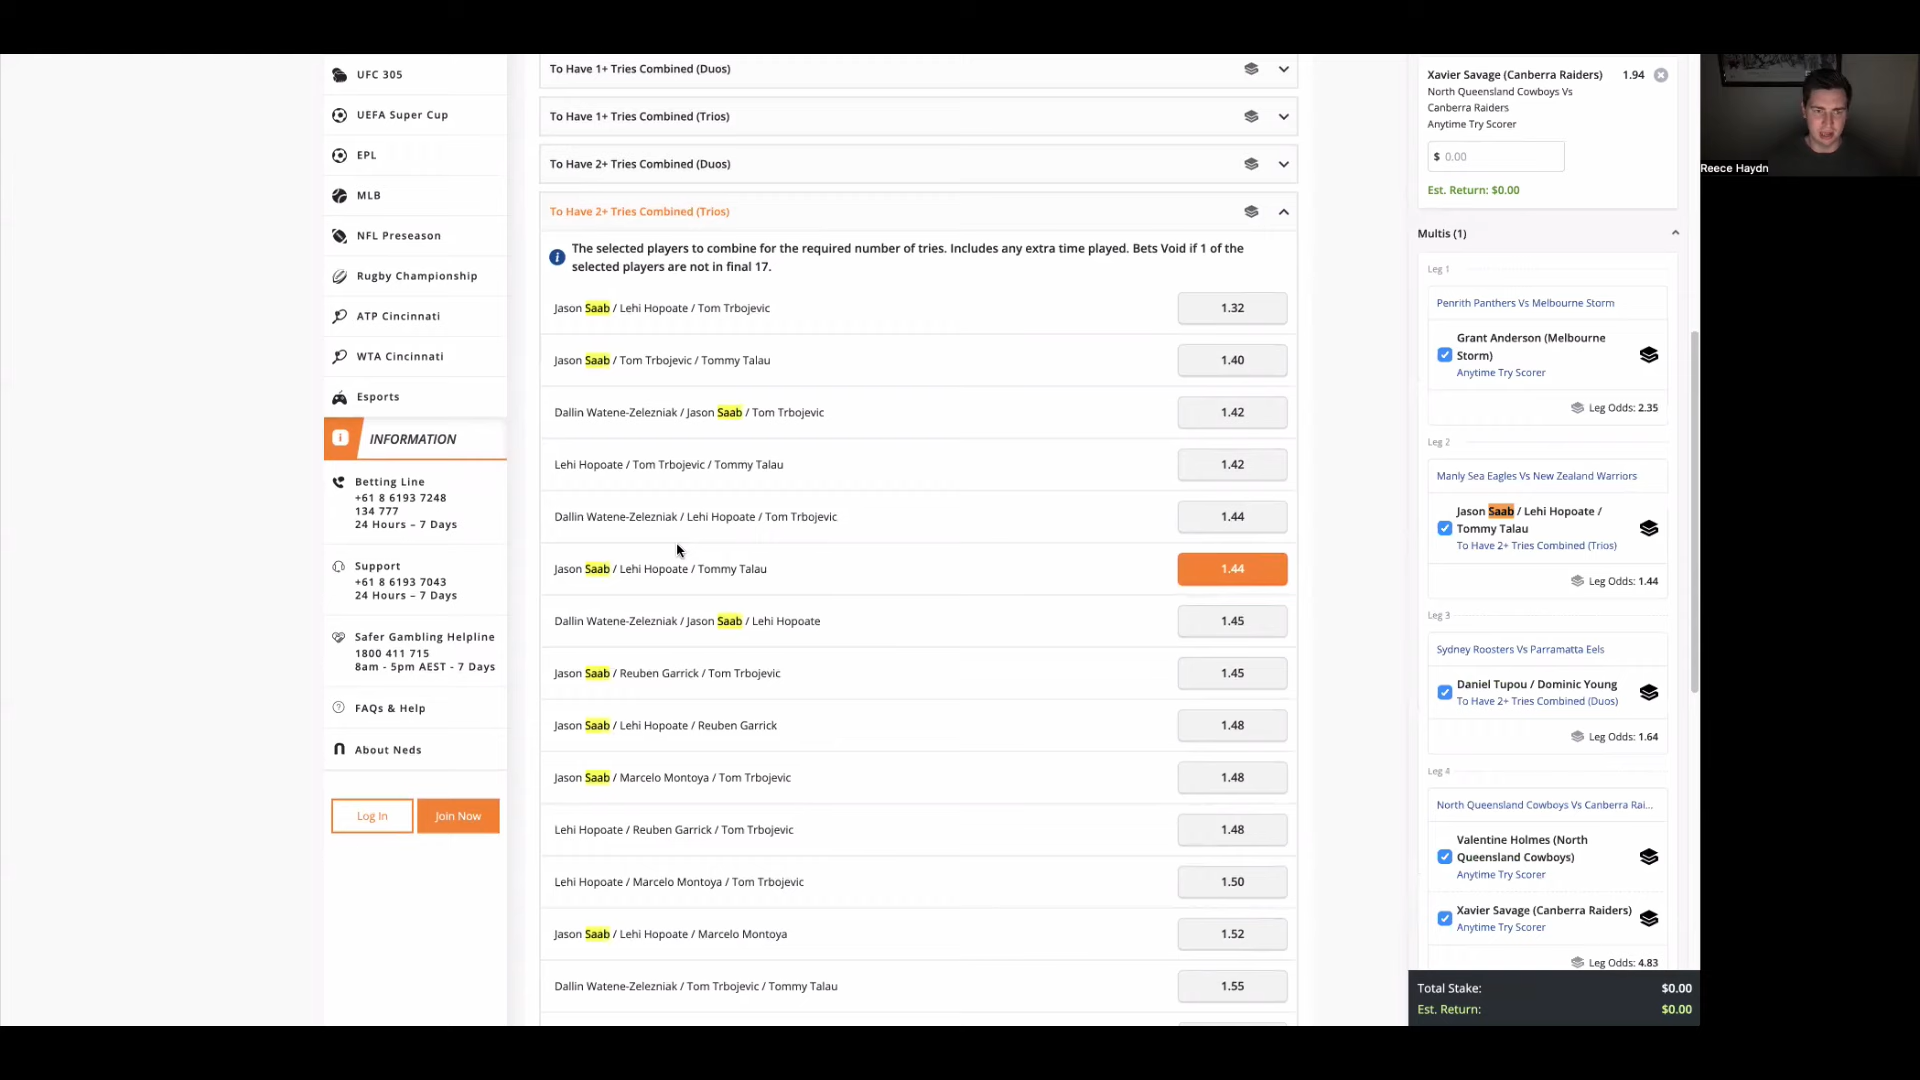 UFC 305
UEFA Super Cup
EPL
MLB
NFL Preseason
Rugby Championship
ATP Cincinnati
WTA Cincinnati
Esports
INFORMATION
Betting Line
+61 8 6193 7248
134 777
24 Hours – 7 Days
Support
+61 8 6193 7043
24 Hours – 7 Days
Safer Gambling Helpline
1800 411 715
8am - 5pm AEST - 7 Days
FAQs & Help
About Neds
Log In
Join Now
To Have 1+ Tries Combined (Duos)
To Have 1+ Tries Combined (Trios)
To Have 2+ Tries Combined (Duos)
To Have 2+ Tries Combined (Trios)
The selected players to combine for the required number of tries. Includes any extra time played. Bets Void if 1 of the
selected players are not in final 17.
Jason Saab / Lehi Hopoate / Tom Trbojevic 1.32
Jason Saab / Tom Trbojevic / Tommy Talau 1.40
Dallin Watene-Zelezniak / Jason Saab / Tom Trbojevic 1.42
Lehi Hopoate / Tom Trbojevic / Tommy Talau 1.42
Dallin Watene-Zelezniak / Lehi Hopoate / Tom Trbojevic 1.44
Jason Saab / Lehi Hopoate / Tommy Talau 1.44
Dallin Watene-Zelezniak / Jason Saab / Lehi Hopoate 1.45
Jason Saab / Reuben Garrick / Tom Trbojevic 1.45
Jason Saab / Lehi Hopoate / Reuben Garrick 1.48
Jason Saab / Marcelo Montoya / Tom Trbojevic 1.48
Lehi Hopoate / Reuben Garrick / Tom Trbojevic 1.48
Lehi Hopoate / Marcelo Montoya / Tom Trbojevic 1.50
Jason Saab / Lehi Hopoate / Marcelo Montoya 1.52
Dallin Watene-Zelezniak / Tom Trbojevic / Tommy Talau 1.55
Xavier Savage (Canberra Raiders) 1.94
North Queensland Cowboys Vs
Canberra Raiders
Anytime Try Scorer
$ 0.00
Est. Return: $0.00
Multis (1)
Leg 1
Penrith Panthers Vs Melbourne Storm
Grant Anderson (Melbourne
Storm)
Anytime Try Scorer
Leg Odds: 2.35
Leg 2
Manly Sea Eagles Vs New Zealand Warriors
Jason Saab / Lehi Hopoate /
Tommy Talau
To Have 2+ Tries Combined (Trios)
Leg Odds: 1.44
Leg 3
Sydney Roosters Vs Parramatta Eels
Daniel Tupou / Dominic Young
To Have 2+ Tries Combined (Duos)
Leg Odds: 1.64
Leg 4
North Queensland Cowboys Vs Canberra Rai...
Valentine Holmes (North
Queensland Cowboys)
Anytime Try Scorer
Xavier Savage (Canberra Raiders)
Anytime Try Scorer
Leg Odds: 4.83
Total Stake: $0.00
Est. Return: $0.00
Reece Haydn